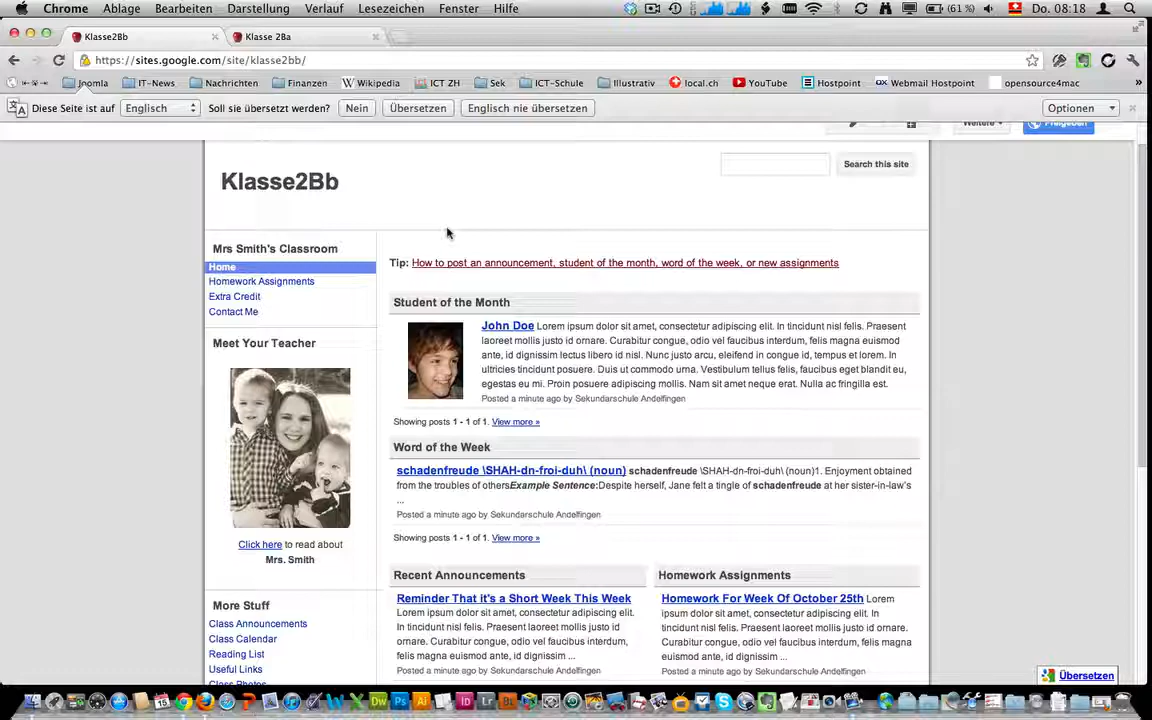 Chrome Ablage Bearbeiten Darstellung Verlauf Lesezeichen Fenster Hilfe (61 %) Do. 08:18
Klasse2Bb Klasse 2Ba
https://sites.google.com/site/klasse2bb/
Joomla IT-News Nachrichten Finanzen Wikipedia ICT ZH Sek ICT-Schule Illustrativ local.ch YouTube Hostpoint Webmail Hostpoint opensource4mac »
Diese Seite ist auf Englisch Soll sie übersetzt werden? Nein Übersetzen Englisch nie übersetzen Optionen
Klasse2Bb
Search this site
Mrs Smith's Classroom
Home
Homework Assignments
Extra Credit
Contact Me
Meet Your Teacher
Click here to read about
Mrs. Smith
More Stuff
Class Announcements
Class Calendar
Reading List
Useful Links
Class Photos
Tip: How to post an announcement, student of the month, word of the week, or new assignments
Student of the Month
John Doe Lorem ipsum dolor sit amet, consectetur adipiscing elit. In tincidunt nisl felis. Praesent
laoreet mollis justo id ornare. Curabitur congue, odio vel faucibus interdum, felis magna euismod
ante, id dignissim lectus libero id nisl. Nunc justo arcu, eleifend in congue id, tempus et lorem. In
ultricies tincidunt posuere. Duis ut commodo urna. Vestibulum tellus felis, faucibus eget blandit eu,
egestas eu mi. Proin posuere adipiscing mollis. Nam sit amet neque erat. Nulla ac fringilla est.
Posted a minute ago by Sekundarschule Andelfingen
Showing posts 1 - 1 of 1. View more »
Word of the Week
schadenfreude \SHAH-dn-froi-duh\ (noun) schadenfreude \SHAH-dn-froi-duh\ (noun)1. Enjoyment obtained
from the troubles of othersExample Sentence:Despite herself, Jane felt a tingle of schadenfreude at her sister-in-law's
...
Posted a minute ago by Sekundarschule Andelfingen
Showing posts 1 - 1 of 1. View more »
Recent Announcements
Reminder That it's a Short Week This Week
Lorem ipsum dolor sit amet, consectetur adipiscing elit.
In tincidunt nisl felis. Praesent laoreet mollis justo id
ornare. Curabitur congue, odio vel faucibus interdum,
felis magna euismod ante, id dignissim ...
Posted a minute ago by Sekundarschule Andelfingen
Homework Assignments
Homework For Week Of October 25th Lorem
ipsum dolor sit amet, consectetur adipiscing elit. In
tincidunt nisl felis. Praesent laoreet mollis justo id
ornare. Curabitur congue, odio vel faucibus interdum,
felis magna euismod ante, id dignissim ...
Posted a minute ago by Sekundarschule Andelfingen
Übersetzen